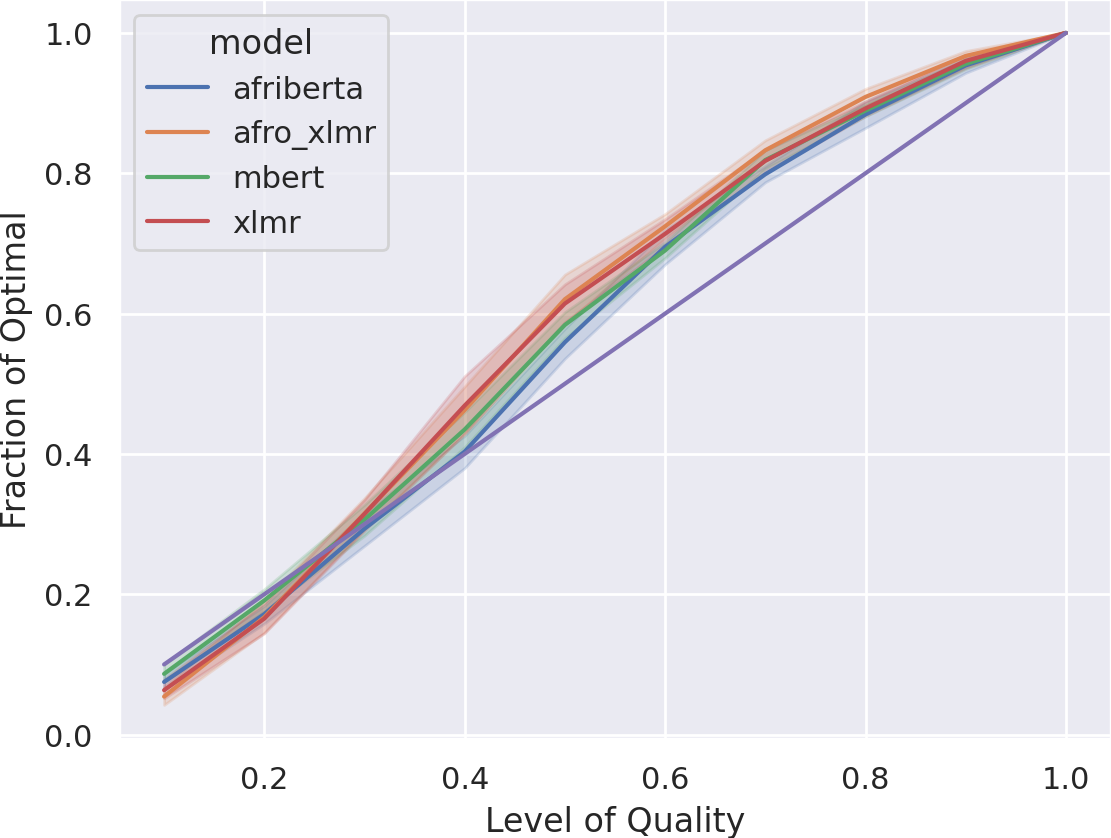 model
afriberta
afro_xlmr
mbert
xlmr
Fraction of Optimal
1.0
0.8
0.6
0.4
0.2
0.0
0.2 0.4 0.6 0.8 1.0
Level of Quality